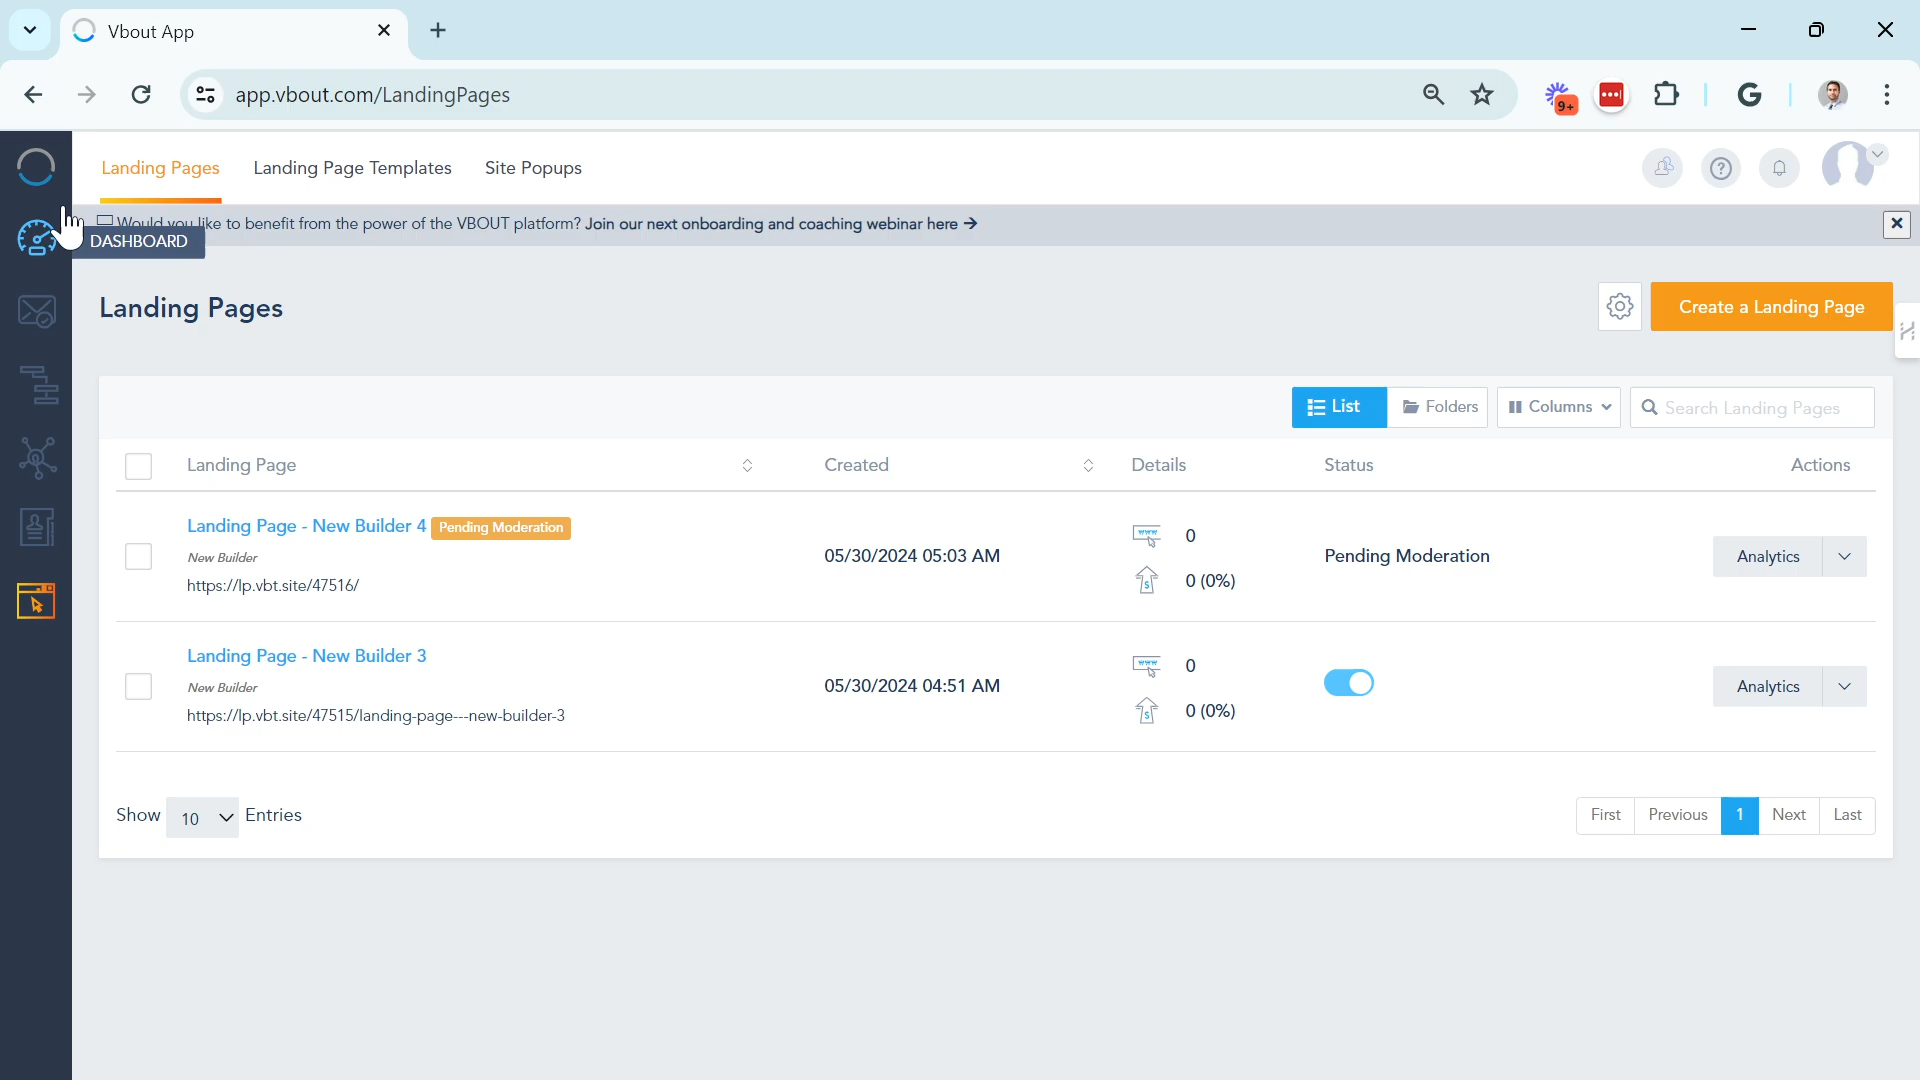 Vbout App
app.vbout.com/LandingPages
9+
Landing Pages
Landing Page Templates
Site Popups
Would you like to benefit from the power of the VBOUT platform? Join our next onboarding and coaching webinar here →
DASHBOARD
Landing Pages
Create a Landing Page
List
Folders
Columns
Search Landing Pages
Landing Page
Created
Details
Status
Actions
Landing Page - New Builder 4
Pending Moderation
New Builder
https://lp.vbt.site/47516/
05/30/2024 05:03 AM
0
0 (0%)
Pending Moderation
Analytics
Landing Page - New Builder 3
New Builder
https://lp.vbt.site/47515/landing-page---new-builder-3
05/30/2024 04:51 AM
0
0 (0%)
Analytics
Show 10 Entries
First
Previous
1
Next
Last